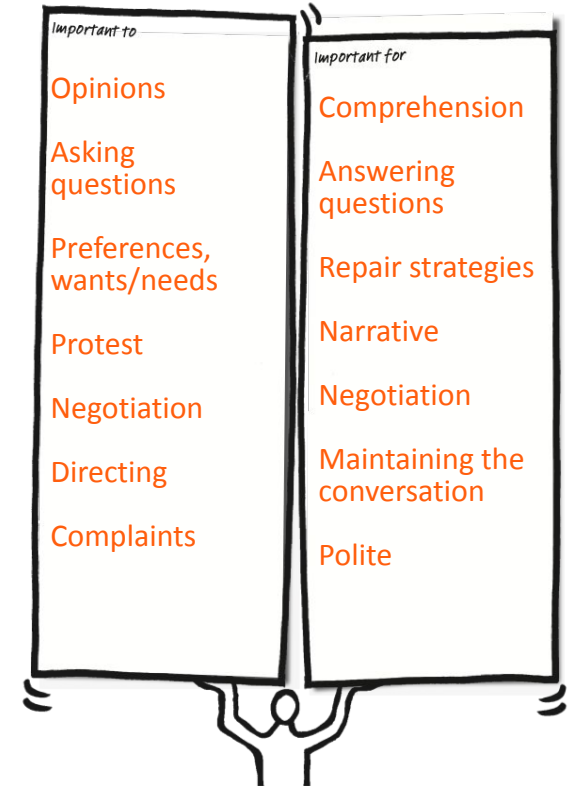 Important to
Opinions
Asking
questions
Preferences,
wants/needs
Protest
Negotiation
Directing
Complaints
Important for
Comprehension
Answering
questions
Repair strategies
Narrative
Negotiation
Maintaining the
conversation
Polite